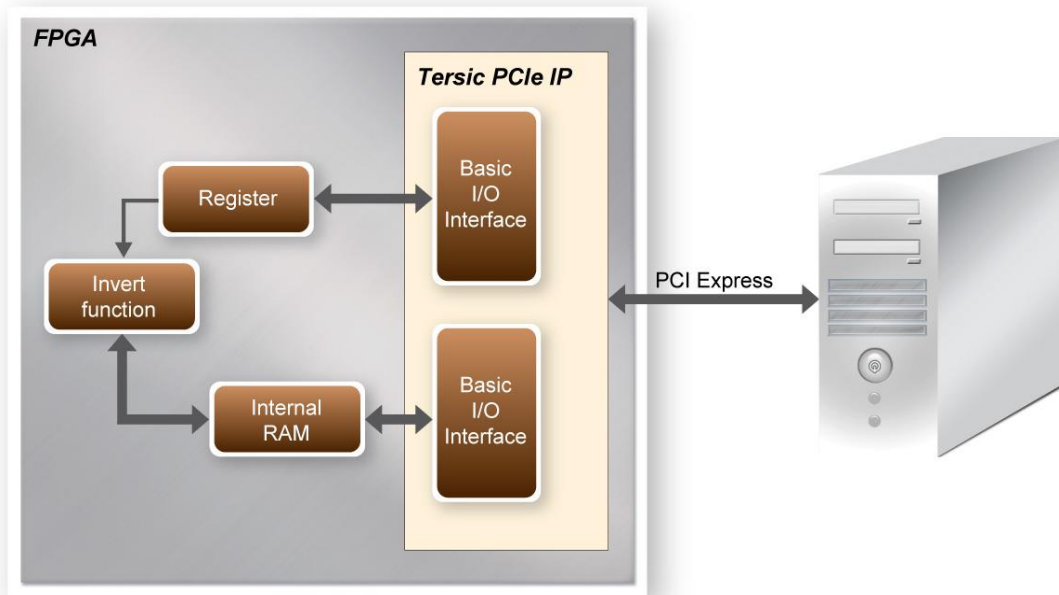 FPGA
Tersic PCIe IP
Basic
I/O
Interface
Register
Invert
function
PCI Express
Basic
I/O
Interface
Internal
RAM